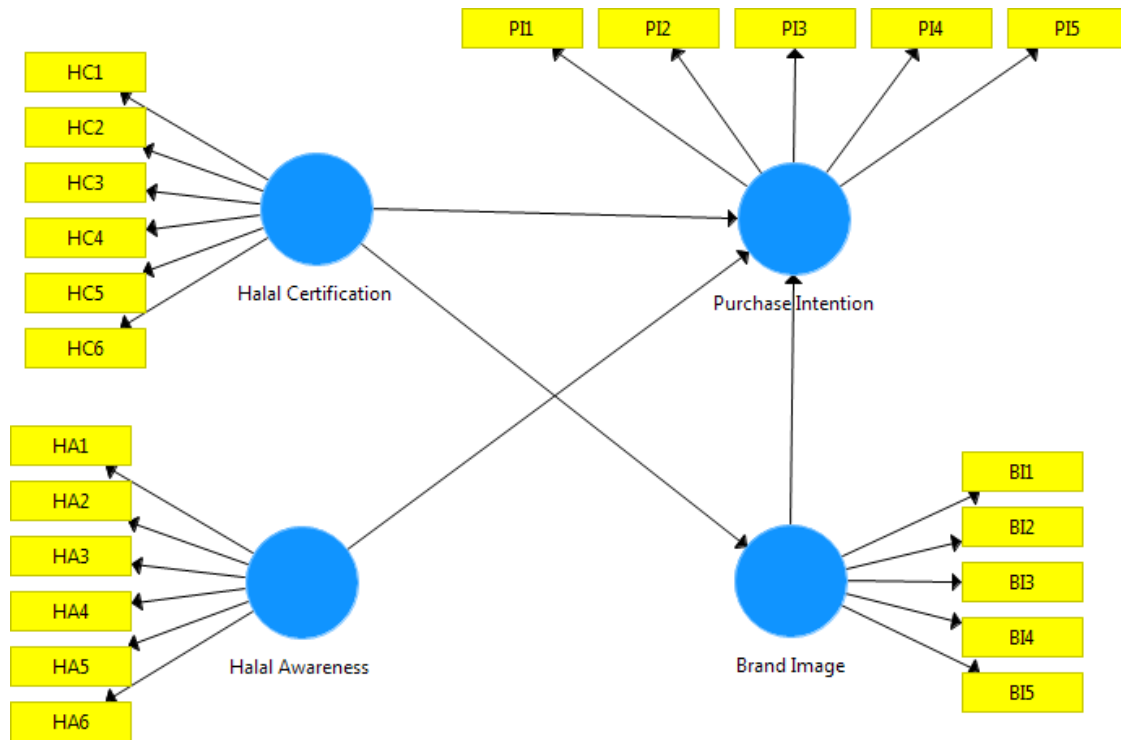 PI1
PI2
PI3
PI4
PI5
HC1
HC2
HC3
HC4
HC5
HC6
Halal Certification
Purchase Intention
HA1
HA2
HA3
HA4
HA5
HA6
Halal Awareness
BI1
BI2
BI3
BI4
BI5
Brand Image